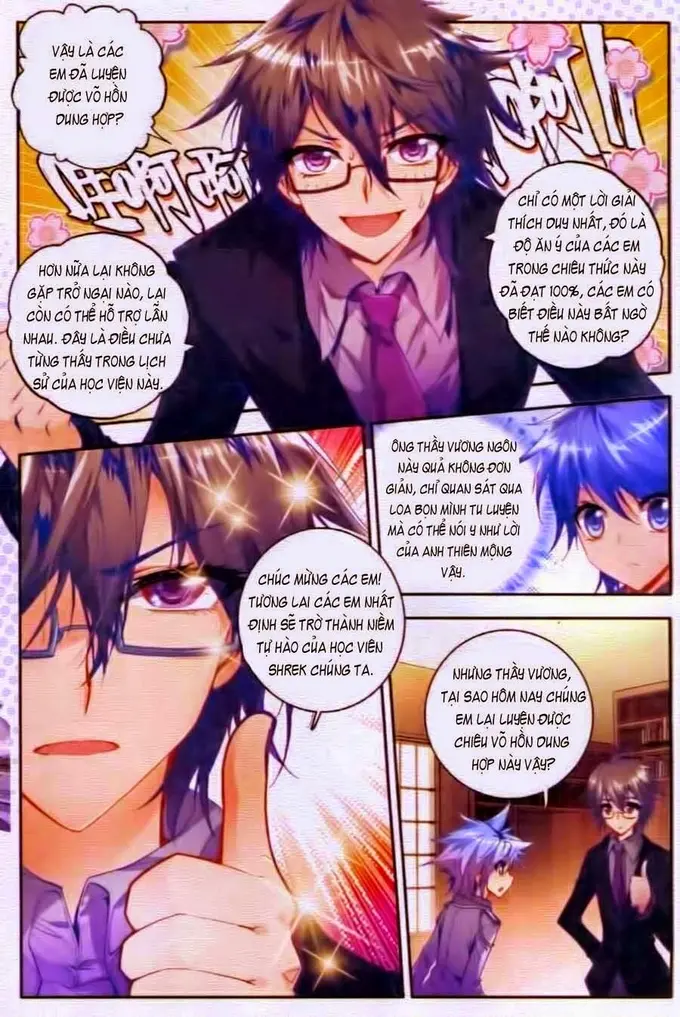 VẬY LÀ CÁC
EM ĐÃ LUYỆN
ĐƯỢC VÕ HỒN
DUNG HỢP?
CHỈ CÓ MỘT LỜI GIẢI
THÍCH DUY NHẤT, ĐÓ LÀ
ĐỘ ĂN Ý CỦA CÁC EM
TRONG CHIÊU THỨC NÀY
ĐÃ ĐẠT 100%, CÁC EM CÓ
BIẾT ĐIỀU NÀY BẤT NGỜ
THẾ NÀO KHÔNG?
HƠN NỮA LẠI KHÔNG
GẶP TRỞ NGẠI NÀO, LẠI
CÒN CÓ THỂ HỖ TRỢ LẪN
NHAU. ĐÂY LÀ ĐIỀU CHƯA
TỪNG THẤY TRONG LỊCH
SỬ CỦA HỌC VIỆN NÀY.
ÔNG THẦY VƯƠNG NGÔN
NÀY QUẢ KHÔNG ĐƠN
GIẢN, CHỈ QUAN SÁT QUA
LOA BỌN MÌNH TU LUYỆN
MÀ CÓ THỂ NÓI Y NHƯ LỜI
CỦA ANH THIÊN MỘNG
VẬY.
CHÚC MỪNG CÁC EM!
TƯƠNG LAI CÁC EM NHẤT
ĐỊNH SẼ TRỞ THÀNH NIỀM
TỰ HÀO CỦA HỌC VIÊN
SHREK CHÚNG TA.
NHƯNG THẦY VƯƠNG,
TẠI SAO HÔM NAY CHÚNG
EM LẠI LUYỆN ĐƯỢC
CHIÊU VÕ HỒN DUNG
HỢP NÀY VẬY?